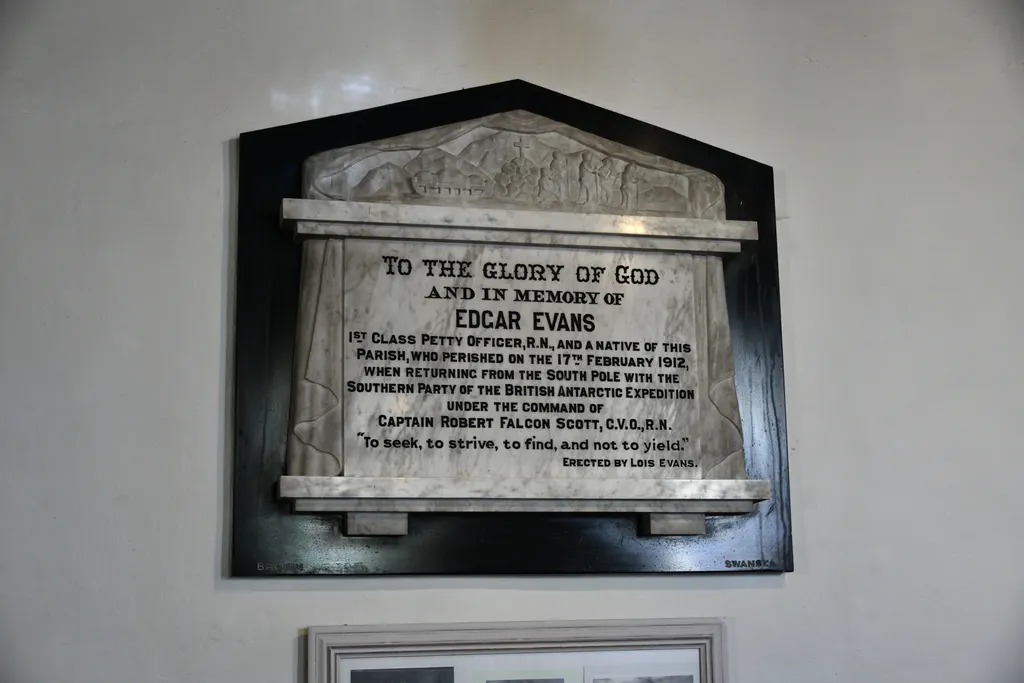 TO THE GLORY OF GOD
AND IN MEMORY OF
EDGAR EVANS
1ST CLASS PETTY OFFICER, R.N., AND A NATIVE OF THIS
PARISH, WHO PERISHED ON THE 17TH FEBRUARY 1912,
WHEN RETURNING FROM THE SOUTH POLE WITH THE
SOUTHERN PARTY OF THE BRITISH ANTARCTIC EXPEDITION
UNDER THE COMMAND OF
CAPTAIN ROBERT FALCON SCOTT, C.V.O., R.N.
"To seek, to strive, to find, and not to yield."
ERECTED BY LOIS EVANS.
SWANSEA